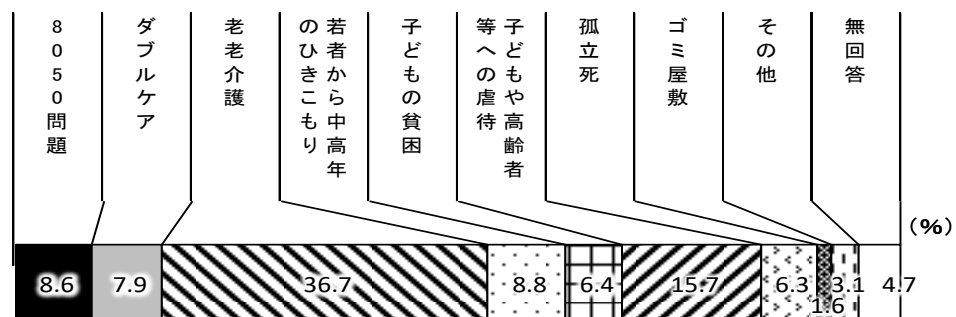 8050問題
ダブルケア
老老介護
若者から中高年
のひきこもり
子どもの貧困
子どもや高齢者
等への虐待
孤立死
ゴミ屋敷
その他
無回答
(%)
8.6
7.9
36.7
8.8
6.4
15.7
6.3
1.6
3.1
4.7